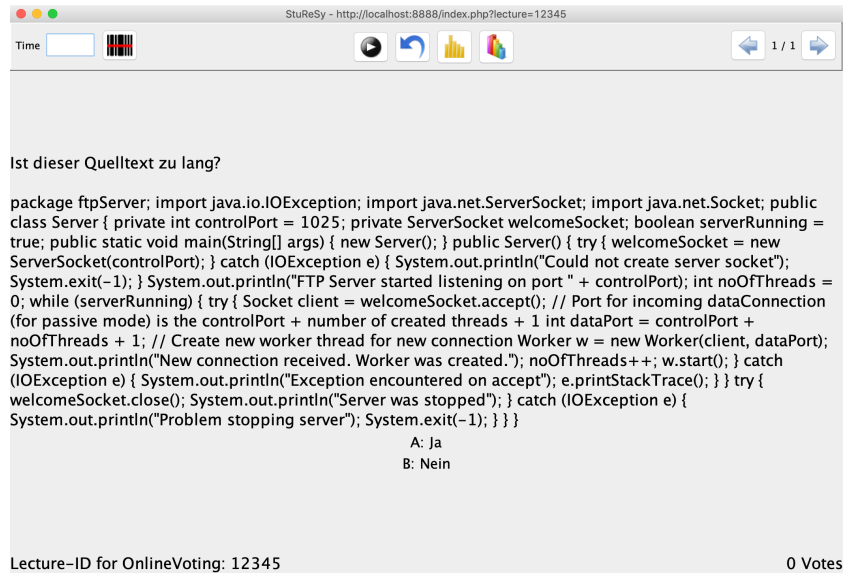 StuReSy - http://localhost:8888/index.php?lecture=12345
Time
1 / 1
Ist dieser Quelltext zu lang?
package ftpServer; import java.io.IOException; import java.net.ServerSocket; import java.net.Socket; public
class Server { private int controlPort = 1025; private ServerSocket welcomeSocket; boolean serverRunning =
true; public static void main(String[] args) { new Server(); } public Server() { try { welcomeSocket = new
ServerSocket(controlPort); } catch (IOException e) { System.out.println("Could not create server socket");
System.exit(-1); } System.out.println("FTP Server started listening on port " + controlPort); int noOfThreads =
0; while (serverRunning) { try { Socket client = welcomeSocket.accept(); // Port for incoming dataConnection
(for passive mode) is the controlPort + number of created threads + 1 int dataPort = controlPort +
noOfThreads + 1; // Create new worker thread for new connection Worker w = new Worker(client, dataPort);
System.out.println("New connection received. Worker was created."); noOfThreads++; w.start(); } catch
(IOException e) { System.out.println("Exception encountered on accept"); e.printStackTrace(); } } try {
welcomeSocket.close(); System.out.println("Server was stopped"); } catch (IOException e) {
System.out.println("Problem stopping server"); System.exit(-1); } } }
A: Ja
B: Nein
Lecture-ID for OnlineVoting: 12345
0 Votes